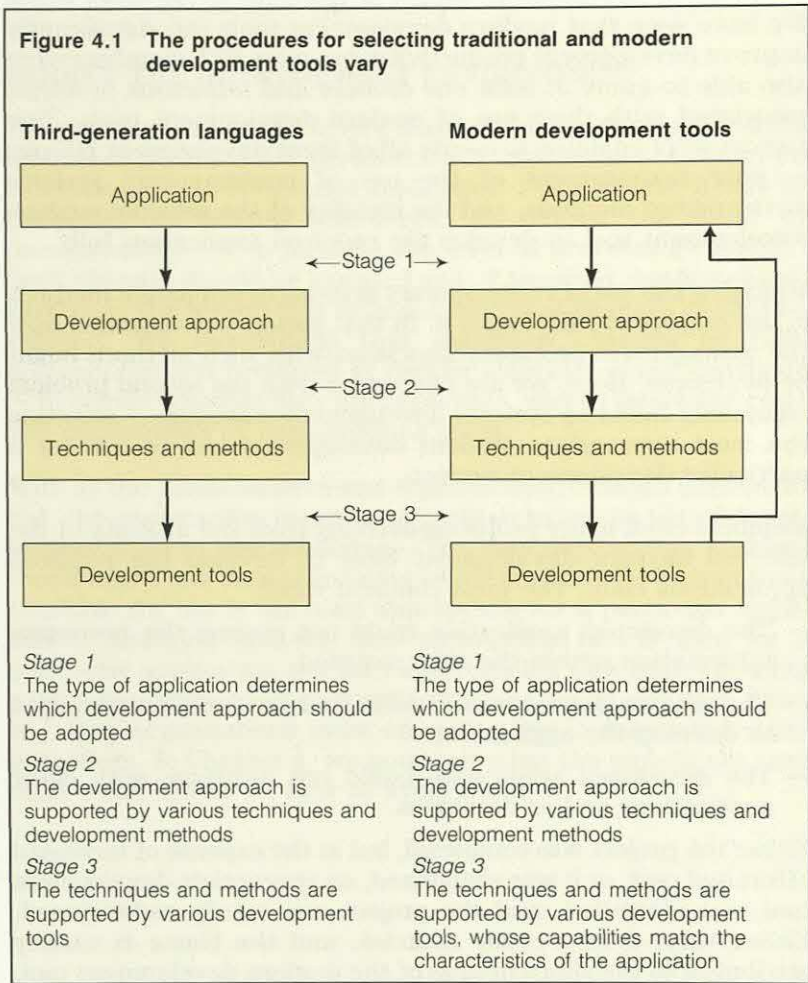 Figure 4.1 The procedures for selecting traditional and modern
development tools vary
Third-generation languages
Modern development tools
Application
Application
←Stage 1→
Development approach
Development approach
←Stage 2→
Techniques and methods
Techniques and methods
←Stage 3→
Development tools
Development tools
Stage 1
The type of application determines
which development approach should
be adopted
Stage 2
The development approach is
supported by various techniques and
development methods
Stage 3
The techniques and methods are
supported by various development
tools
Stage 1
The type of application determines
which development approach should
be adopted
Stage 2
The development approach is
supported by various techniques and
development methods
Stage 3
The techniques and methods are
supported by various development
tools, whose capabilities match the
characteristics of the application